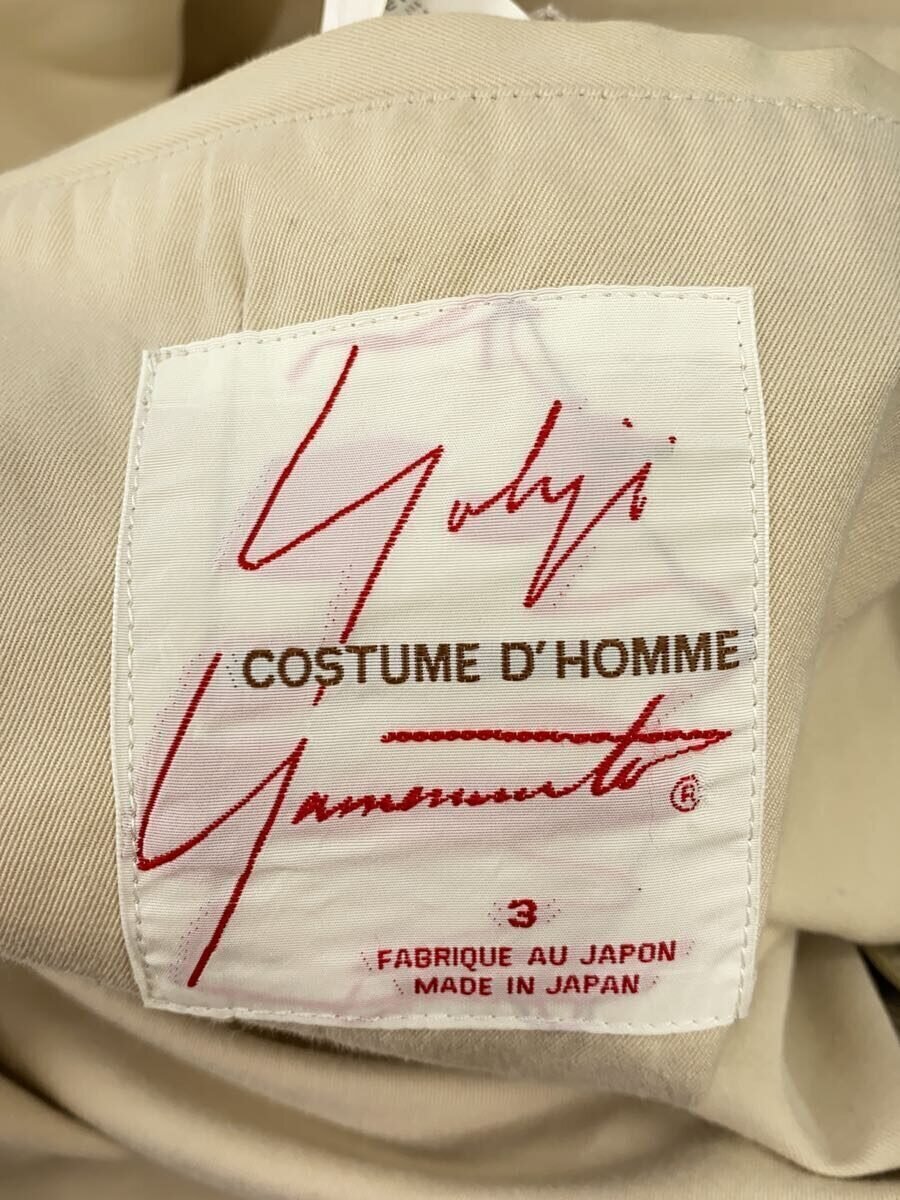 Yohji
COSTUME D'HOMME
Yamamoto ®
3
FABRIQUE AU JAPON
MADE IN JAPAN